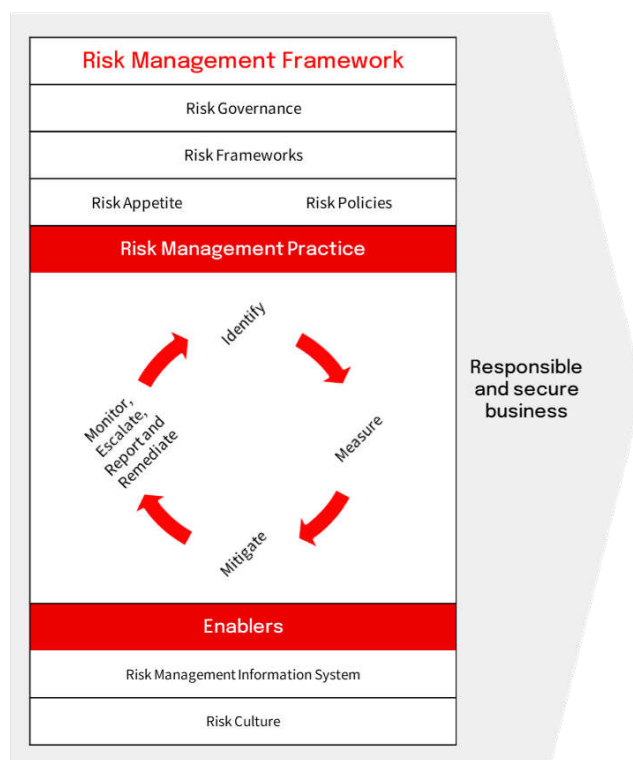 Risk Management Framework
Risk Governance
Risk Frameworks
Risk Appetite
Risk Policies
Risk Management Practice
Identify
Measure
Mitigate
Monitor,
Escalate,
Report and
Remediate
Enablers
Risk Management Information System
Risk Culture
Responsible
and secure
business